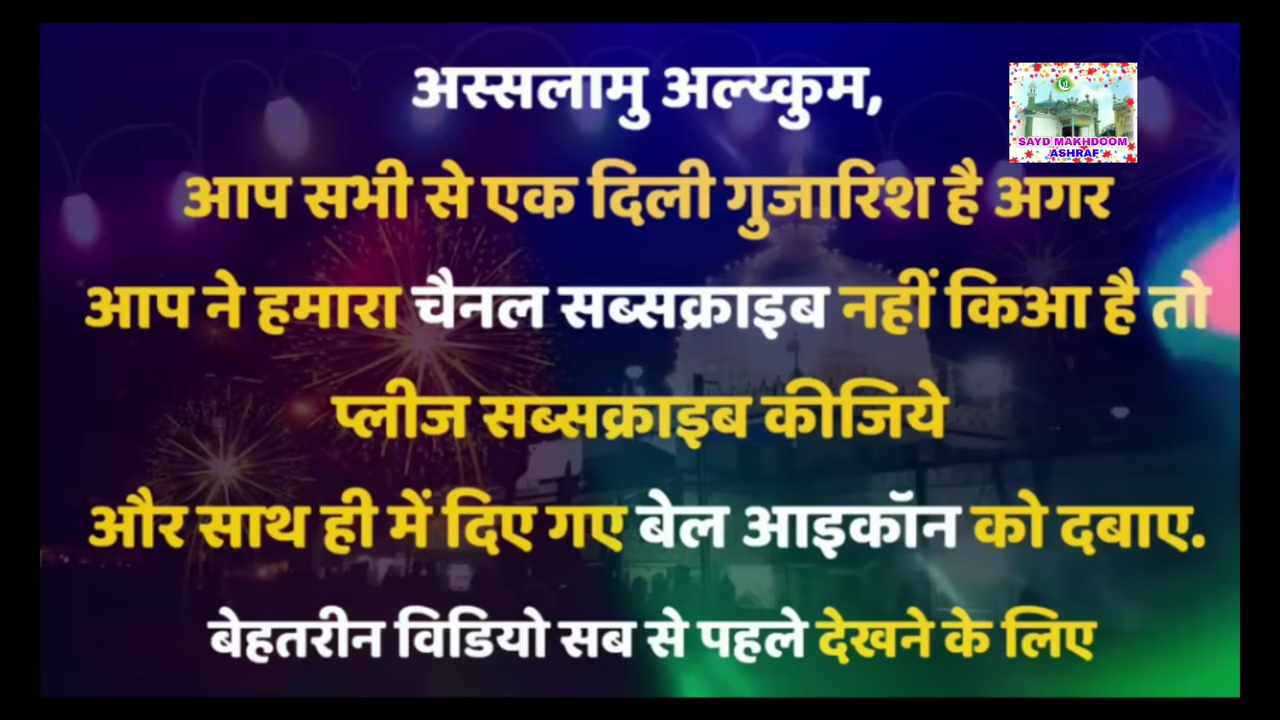 अस्सलामु अल्य्कुम,
SAYD MAKHDOOM
ASHRAF
आप सभी से एक दिली गुजारिश है अगर
आप ने हमारा चैनल सब्सक्राइब नहीं किआ है तो
प्लीज सब्सक्राइब कीजिये
और साथ ही में दिए गए बेल आइकॉन को दबाए.
बेहतरीन विडियो सब से पहले देखने के लिए